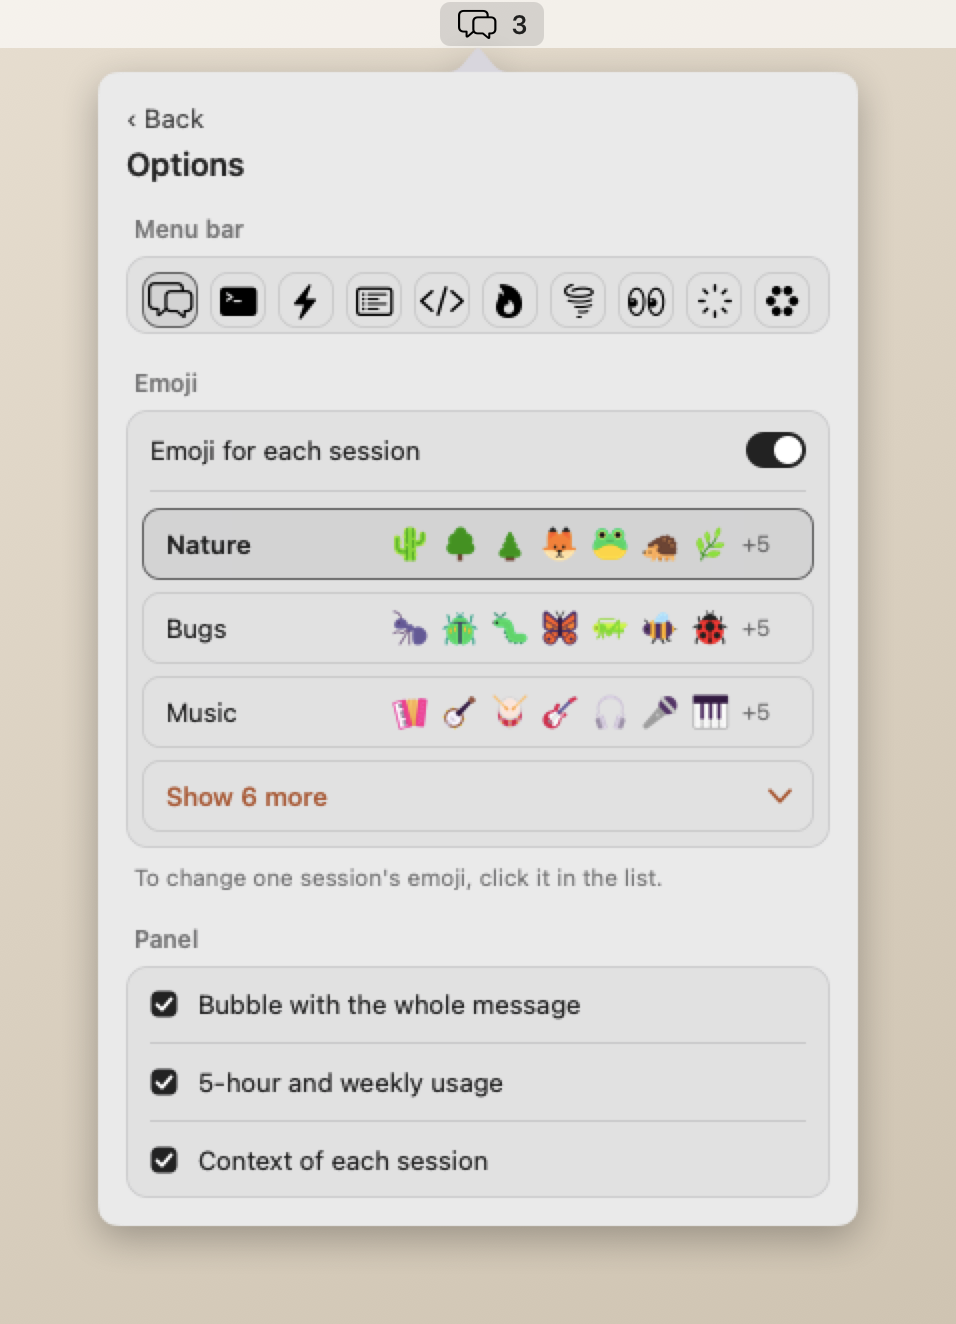 3
‹ Back
Options
Menu bar
>_ </>
Emoji
Emoji for each session
Nature +5
Bugs +5
Music +5
Show 6 more
To change one session's emoji, click it in the list.
Panel
Bubble with the whole message
5-hour and weekly usage
Context of each session